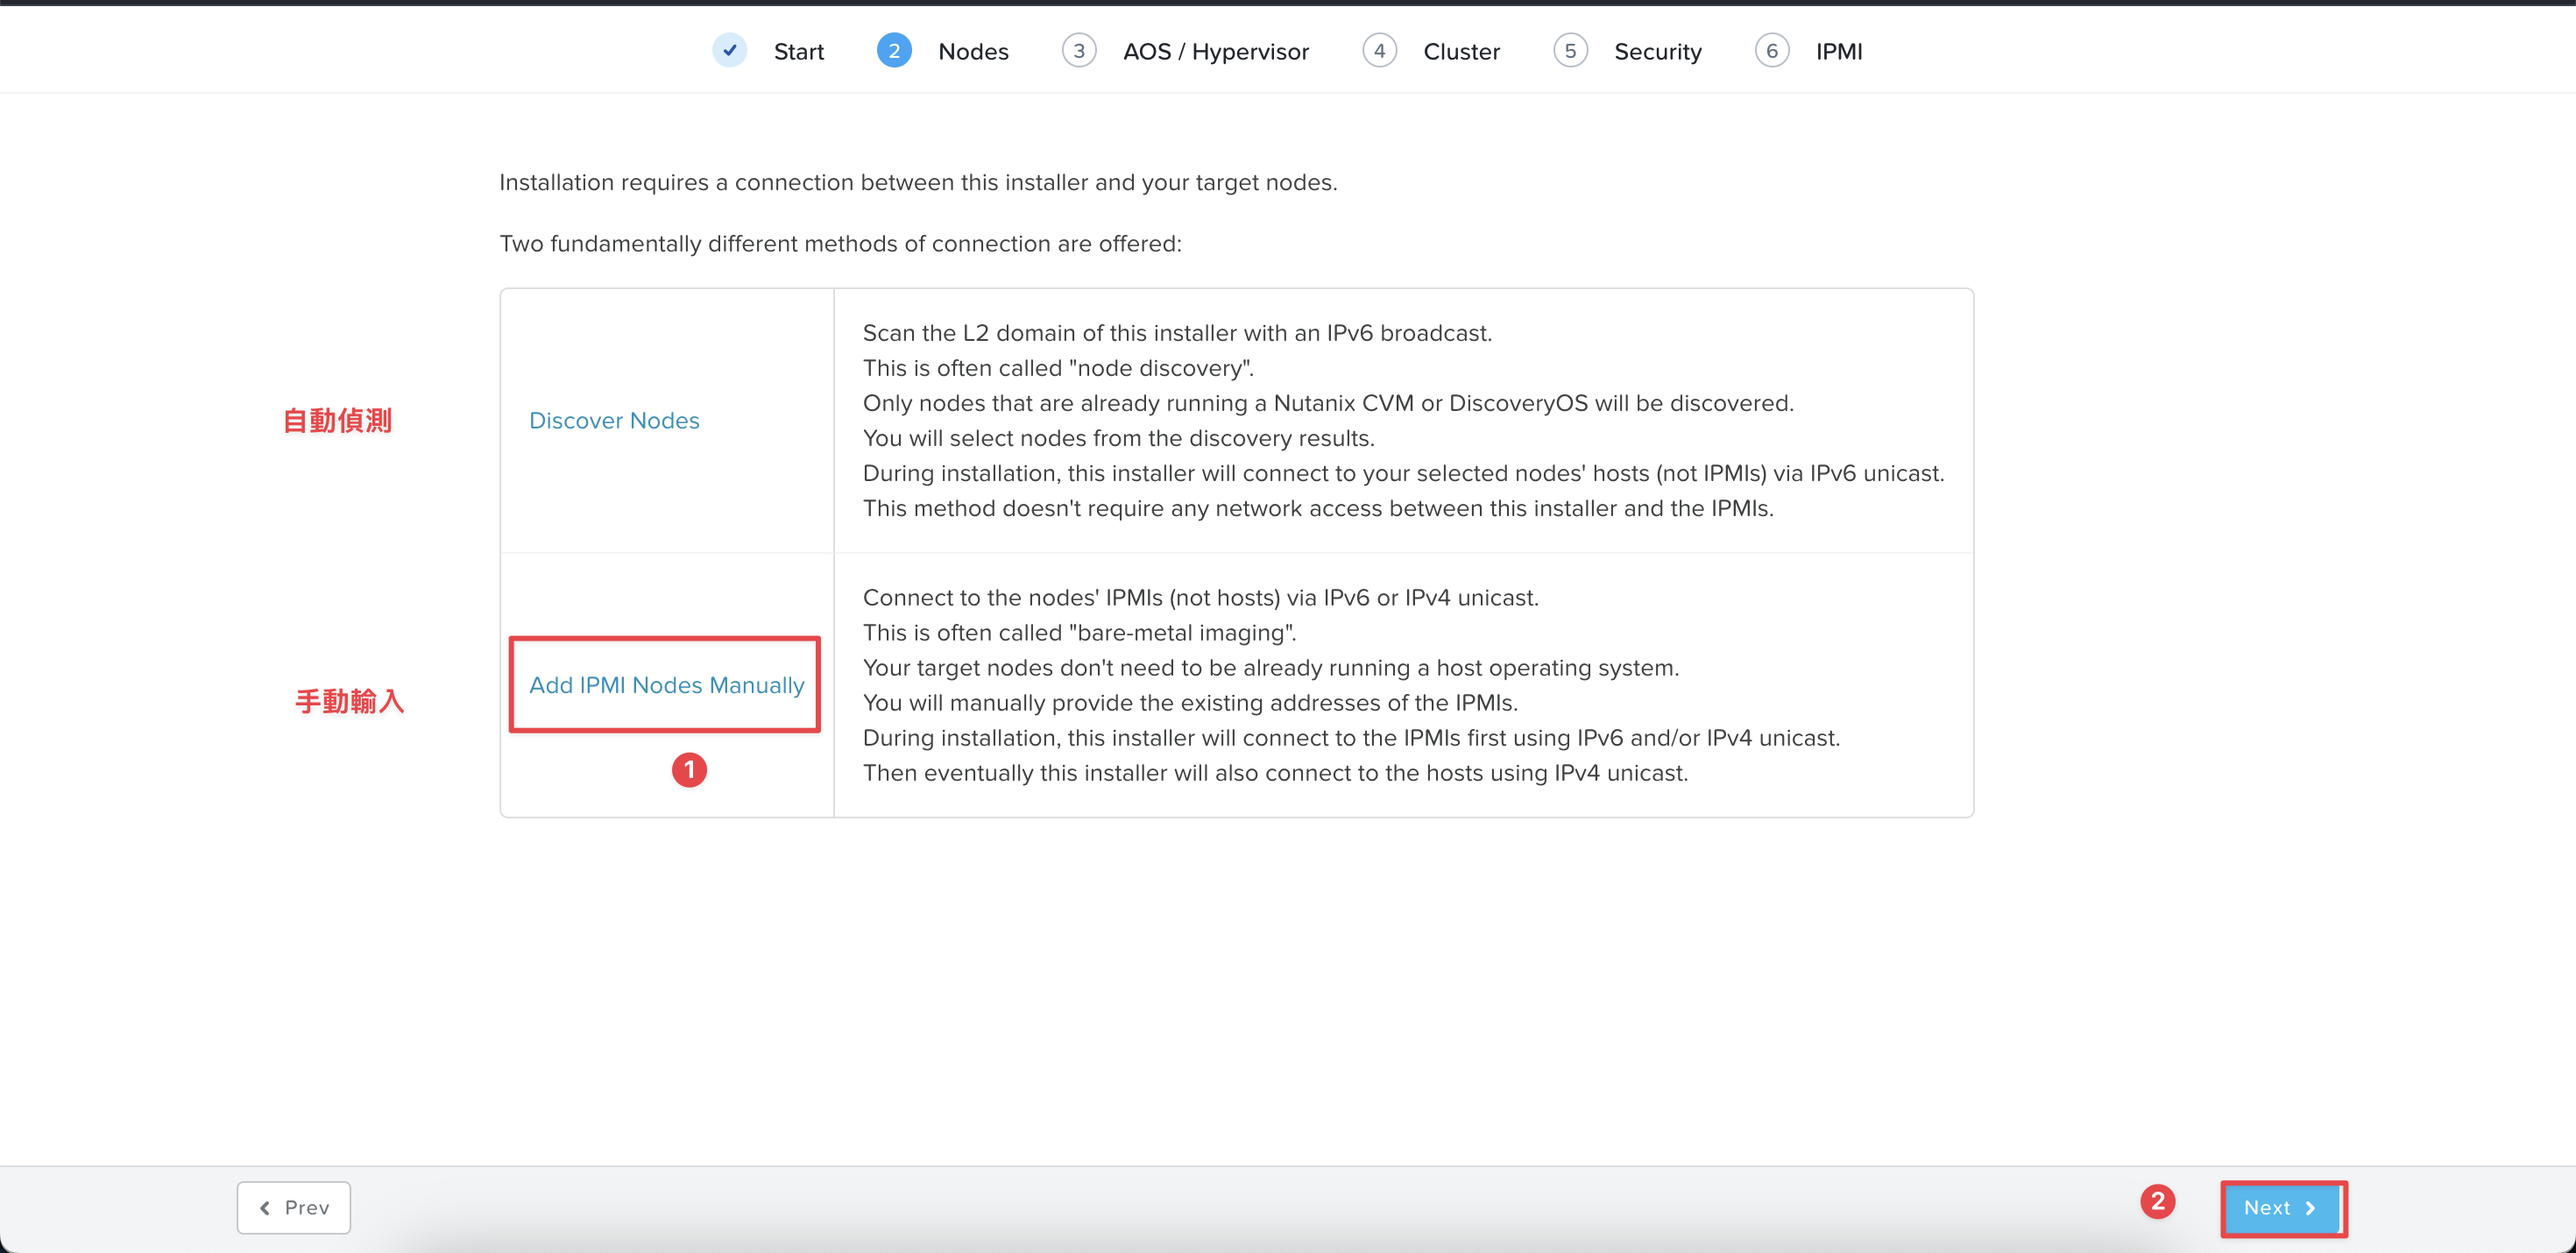 Start
2 Nodes
3 AOS / Hypervisor
4 Cluster
5 Security
6 IPMI
Installation requires a connection between this installer and your target nodes.
Two fundamentally different methods of connection are offered:
自動偵測
Discover Nodes
Scan the L2 domain of this installer with an IPv6 broadcast.
This is often called "node discovery".
Only nodes that are already running a Nutanix CVM or DiscoveryOS will be discovered.
You will select nodes from the discovery results.
During installation, this installer will connect to your selected nodes' hosts (not IPMIs) via IPv6 unicast.
This method doesn't require any network access between this installer and the IPMIs.
手動輸入
Add IPMI Nodes Manually
1
Connect to the nodes' IPMIs (not hosts) via IPv6 or IPv4 unicast.
This is often called "bare-metal imaging".
Your target nodes don't need to be already running a host operating system.
You will manually provide the existing addresses of the IPMIs.
During installation, this installer will connect to the IPMIs first using IPv6 and/or IPv4 unicast.
Then eventually this installer will also connect to the hosts using IPv4 unicast.
Prev
2
Next